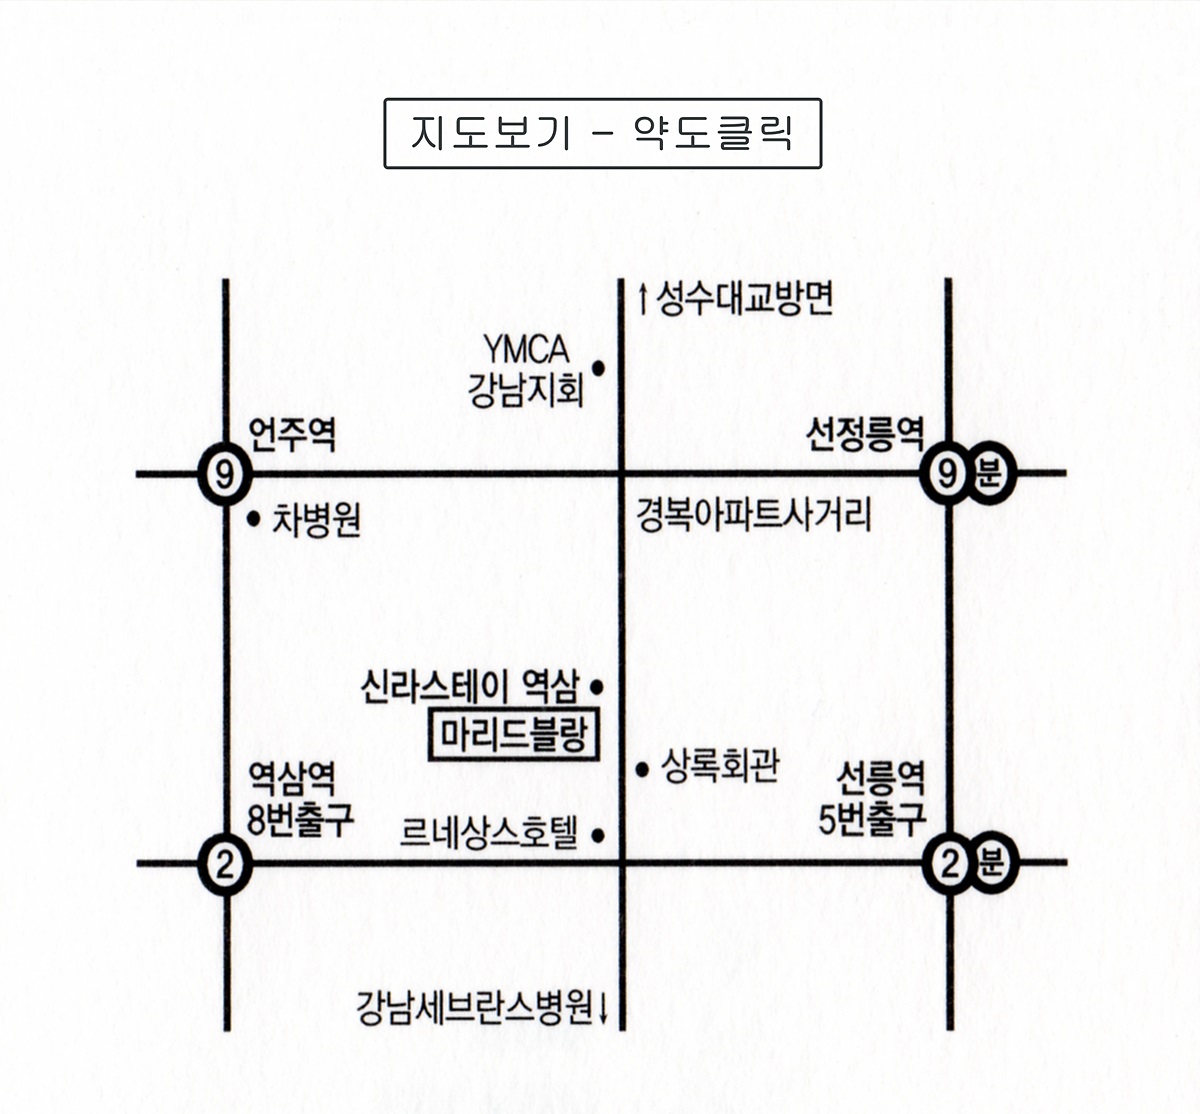 지도보기 - 약도클릭
↑성수대교방면
YMCA
강남지회
언주역
선정릉역
9
9 분
차병원
경복아파트사거리
신라스테이 역삼
마리드블랑
상록회관
역삼역
8번출구
선릉역
5번출구
르네상스호텔
2
2 분
강남세브란스병원↓